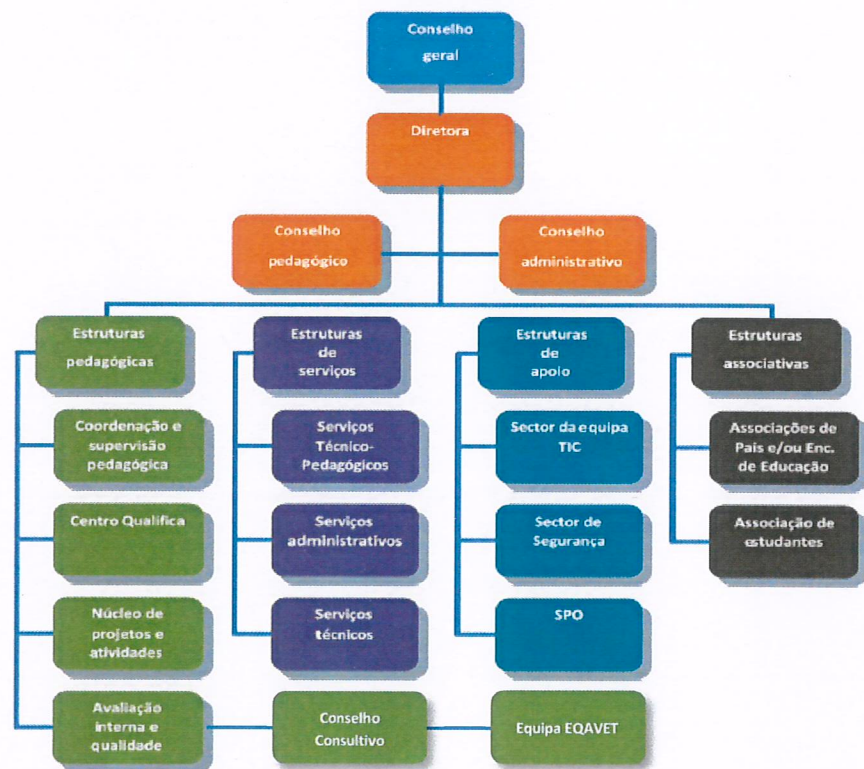 Conselho
geral
Diretora
Conselho
pedagógico
Conselho
administrativo
Estruturas
pedagógicas
Estruturas
de
serviços
Estruturas
de
apoio
Estruturas
associativas
Coordenação e
supervisão
pedagógica
Serviços
Técnico-
Pedagógicos
Sector da equipa
TIC
Associações de
Pais e/ou Enc.
de Educação
Centro Qualifica
Serviços
administrativos
Sector de
Segurança
Associação de
estudantes
Núcleo de
projetos e
atividades
Serviços
técnicos
SPO
Avaliação
interna e
qualidade
Conselho
Consultivo
Equipa EQAVET